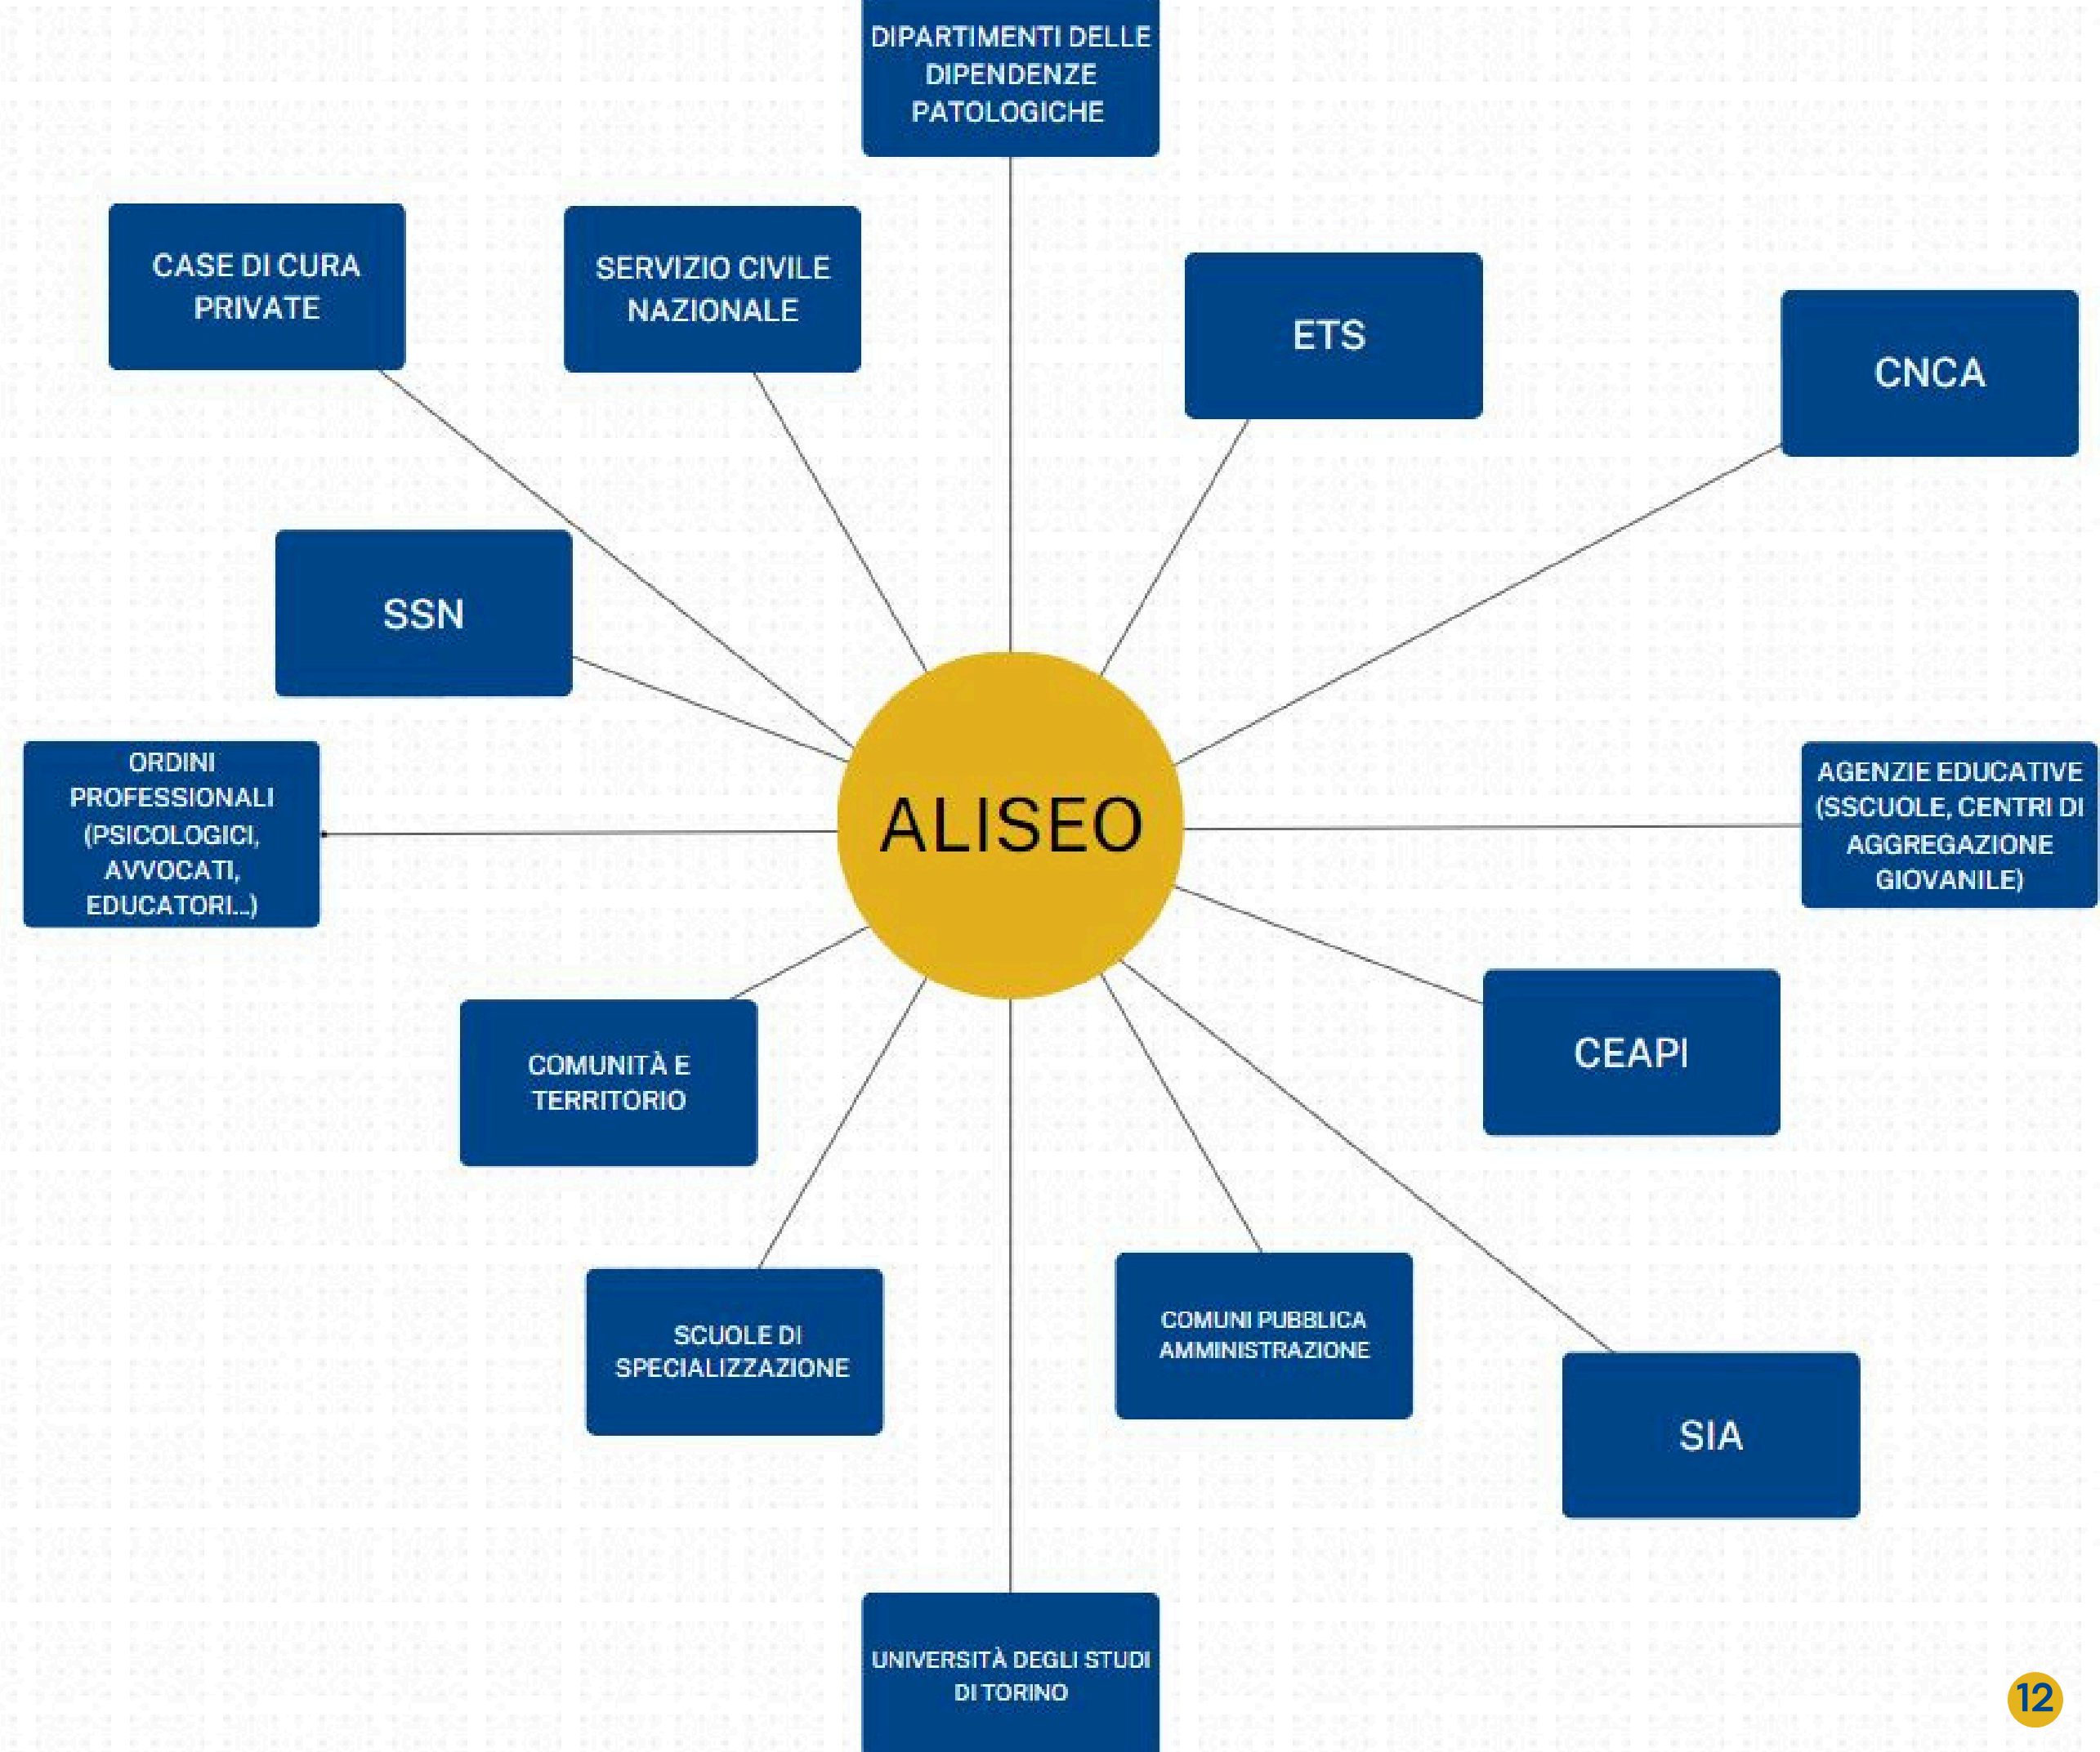 DIPARTIMENTI DELLE
DIPENDENZE
PATOLOGICHE
CASE DI CURA
PRIVATE
SERVIZIO CIVILE
NAZIONALE
ETS
CNCA
SSN
ORDINI
PROFESSIONALI
(PSICOLOGICI,
AVVOCATI,
EDUCATORI...)
ALISEO
AGENZIE EDUCATIVE
(SSCUOLE, CENTRI DI
AGGREGAZIONE
GIOVANILE)
COMUNITÀ E
TERRITORIO
CEAPI
SCUOLE DI
SPECIALIZZAZIONE
COMUNI PUBBLICA
AMMINISTRAZIONE
SIA
UNIVERSITÀ DEGLI STUDI
DI TORINO
12